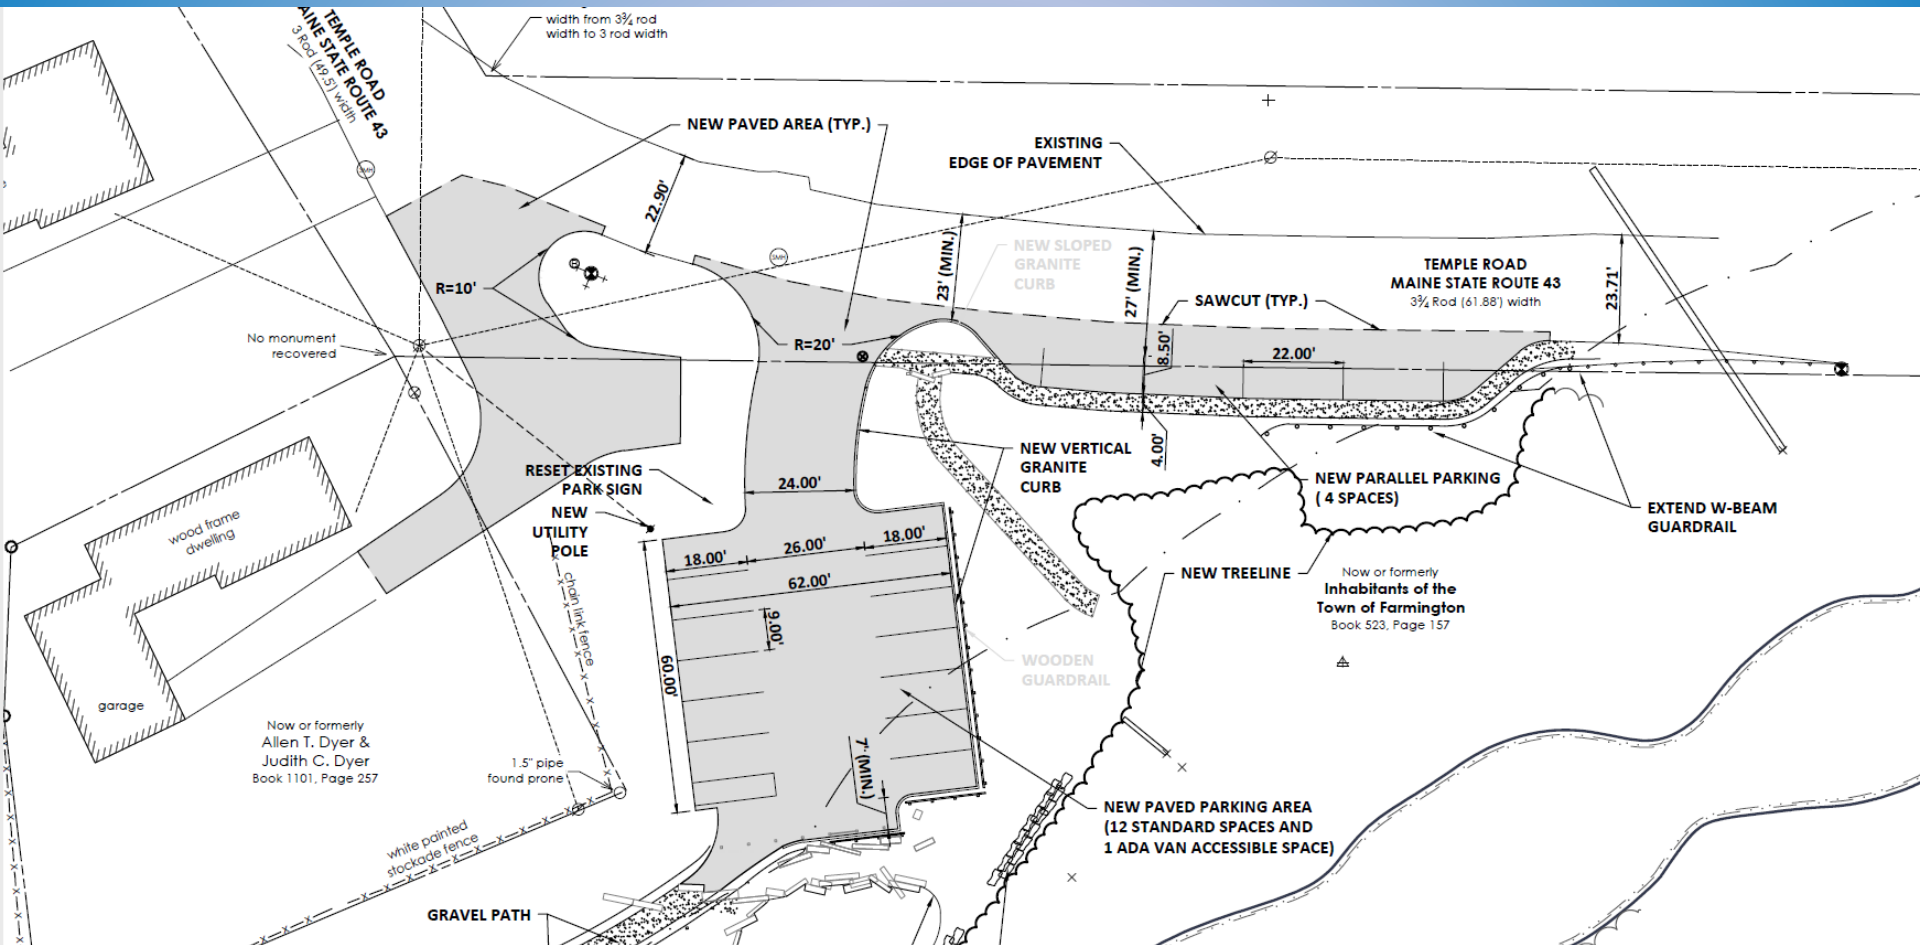 width from 3¾ rod
width to 3 rod width
TEMPLE ROAD
MAINE STATE ROUTE 43
3 Rod (49.5') width
SMH
NEW PAVED AREA (TYP.)
22.90'
EXISTING
EDGE OF PAVEMENT
R=10'
SMH
23' (MIN.)
NEW SLOPED
GRANITE
CURB
27' (MIN.)
TEMPLE ROAD
MAINE STATE ROUTE 43
3¾ Rod (61.88') width
23.71'
SAWCUT (TYP.)
No monument
recovered
R=20'
8.50'
22.00'
4.00'
NEW VERTICAL
GRANITE
CURB
NEW PARALLEL PARKING
( 4 SPACES)
EXTEND W-BEAM
GUARDRAIL
RESET EXISTING
PARK SIGN
NEW
UTILITY
POLE
24.00'
18.00'
26.00'
18.00'
62.00'
9.00'
60.00'
wood frame
dwelling
chain link fence
NEW TREELINE
Now or formerly
Inhabitants of the
Town of Farmington
Book 523, Page 157
WOODEN
GUARDRAIL
garage
Now or formerly
Allen T. Dyer &
Judith C. Dyer
Book 1101, Page 257
1.5" pipe
found prone
7' (MIN.)
white painted
stockade fence
NEW PAVED PARKING AREA
(12 STANDARD SPACES AND
1 ADA VAN ACCESSIBLE SPACE)
GRAVEL PATH